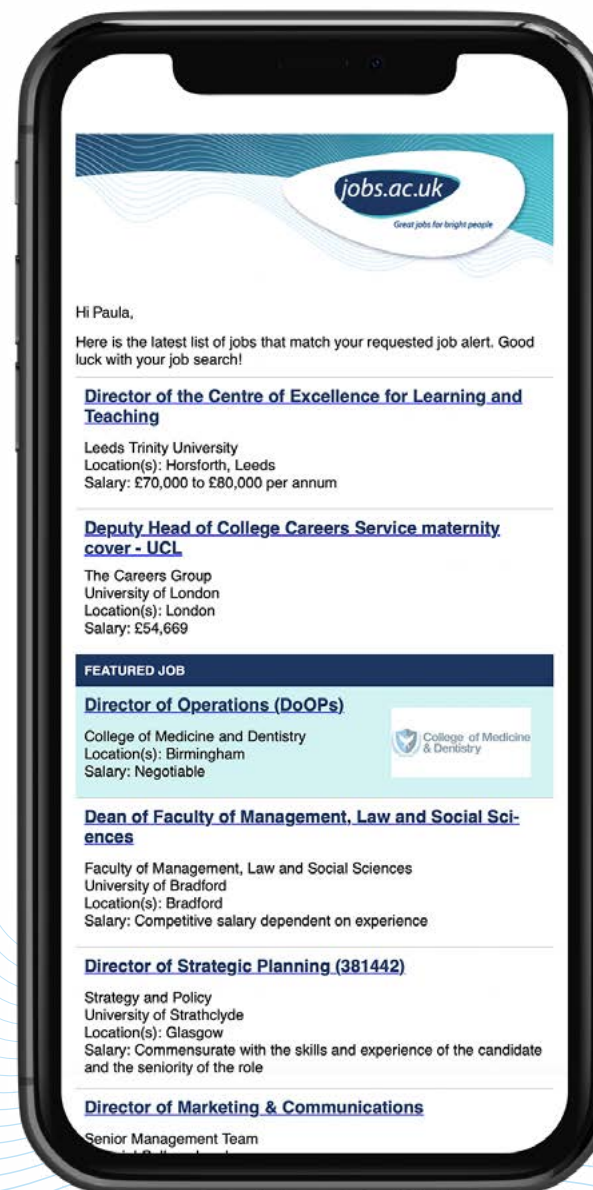 jobs.ac.uk
Great jobs for bright people
Hi Paula,
Here is the latest list of jobs that match your requested job alert. Good
luck with your job search!
Director of the Centre of Excellence for Learning and
Teaching
Leeds Trinity University
Location(s): Horsforth, Leeds
Salary: £70,000 to £80,000 per annum
Deputy Head of College Careers Service maternity
cover - UCL
The Careers Group
University of London
Location(s): London
Salary: £54,669
FEATURED JOB
Director of Operations (DoOPs)
College of Medicine and Dentistry
Location(s): Birmingham
Salary: Negotiable
College of Medicine
& Dentistry
Dean of Faculty of Management, Law and Social Sci-
ences
Faculty of Management, Law and Social Sciences
University of Bradford
Location(s): Bradford
Salary: Competitive salary dependent on experience
Director of Strategic Planning (381442)
Strategy and Policy
University of Strathclyde
Location(s): Glasgow
Salary: Commensurate with the skills and experience of the candidate
and the seniority of the role
Director of Marketing & Communications
Senior Management Team